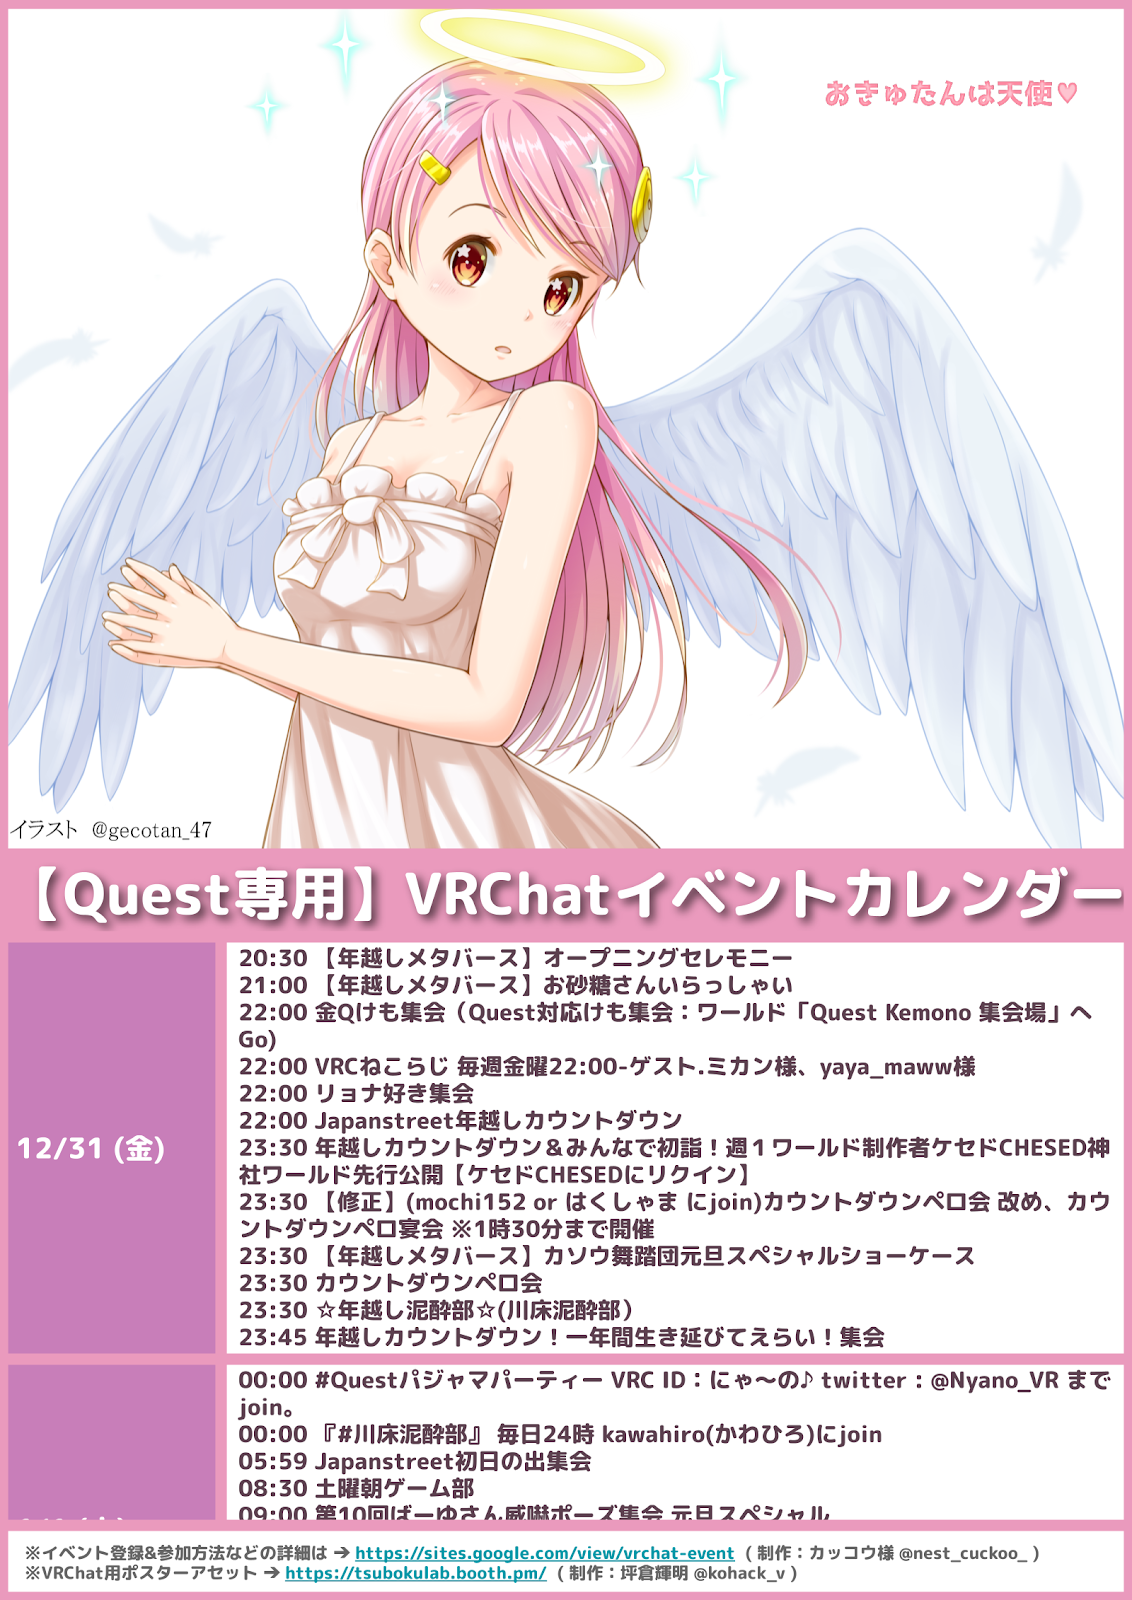 おきゅたんは天使♥
イラスト @gecotan_47
【Quest専用】VRChatイベントカレンダー
12/31 (金)
20:30 【年越しメタバース】オープニングセレモニー
21:00 【年越しメタバース】お砂糖さんいらっしゃい
22:00 金Qけも集会（Quest対応けも集会：ワールド「Quest Kemono 集会場」へ
Go)
22:00 VRCねこらじ 毎週金曜22:00-ゲスト.ミカン様、yaya_maww様
22:00 リョナ好き集会
22:00 Japanstreet年越しカウントダウン
23:30 年越しカウントダウン＆みんなで初詣！週１ワールド制作者ケセドCHESED神
社ワールド先行公開【ケセドCHESEDにリクイン】
23:30 【修正】(mochi152 or はくしゃま にjoin)カウントダウンペロ会 改め、カウ
ントダウンペロ宴会 ※1時30分まで開催
23:30 【年越しメタバース】カソウ舞踏団元旦スペシャルショーケース
23:30 カウントダウンペロ会
23:30 ☆年越し泥酔部☆(川床泥酔部）
23:45 年越しカウントダウン！一年間生き延びてえらい！集会
00:00 #Questパジャマパーティー VRC ID：にゃ〜の♪ twitter : @Nyano_VR まで
join。
00:00 『#川床泥酔部』 毎日24時 kawahiro(かわひろ)にjoin
05:59 Japanstreet初日の出集会
08:30 土曜朝ゲーム部
09:00 第10回ばーゆさん威嚇ポーズ集会 元旦スペシャル
※イベント登録&参加方法などの詳細は ➔ https://sites.google.com/view/vrchat-event ( 制作：カッコウ様 @nest_cuckoo_ )
※VRChat用ポスターアセット ➔ https://tsubokulab.booth.pm/ ( 制作：坪倉輝明 @kohack_v )